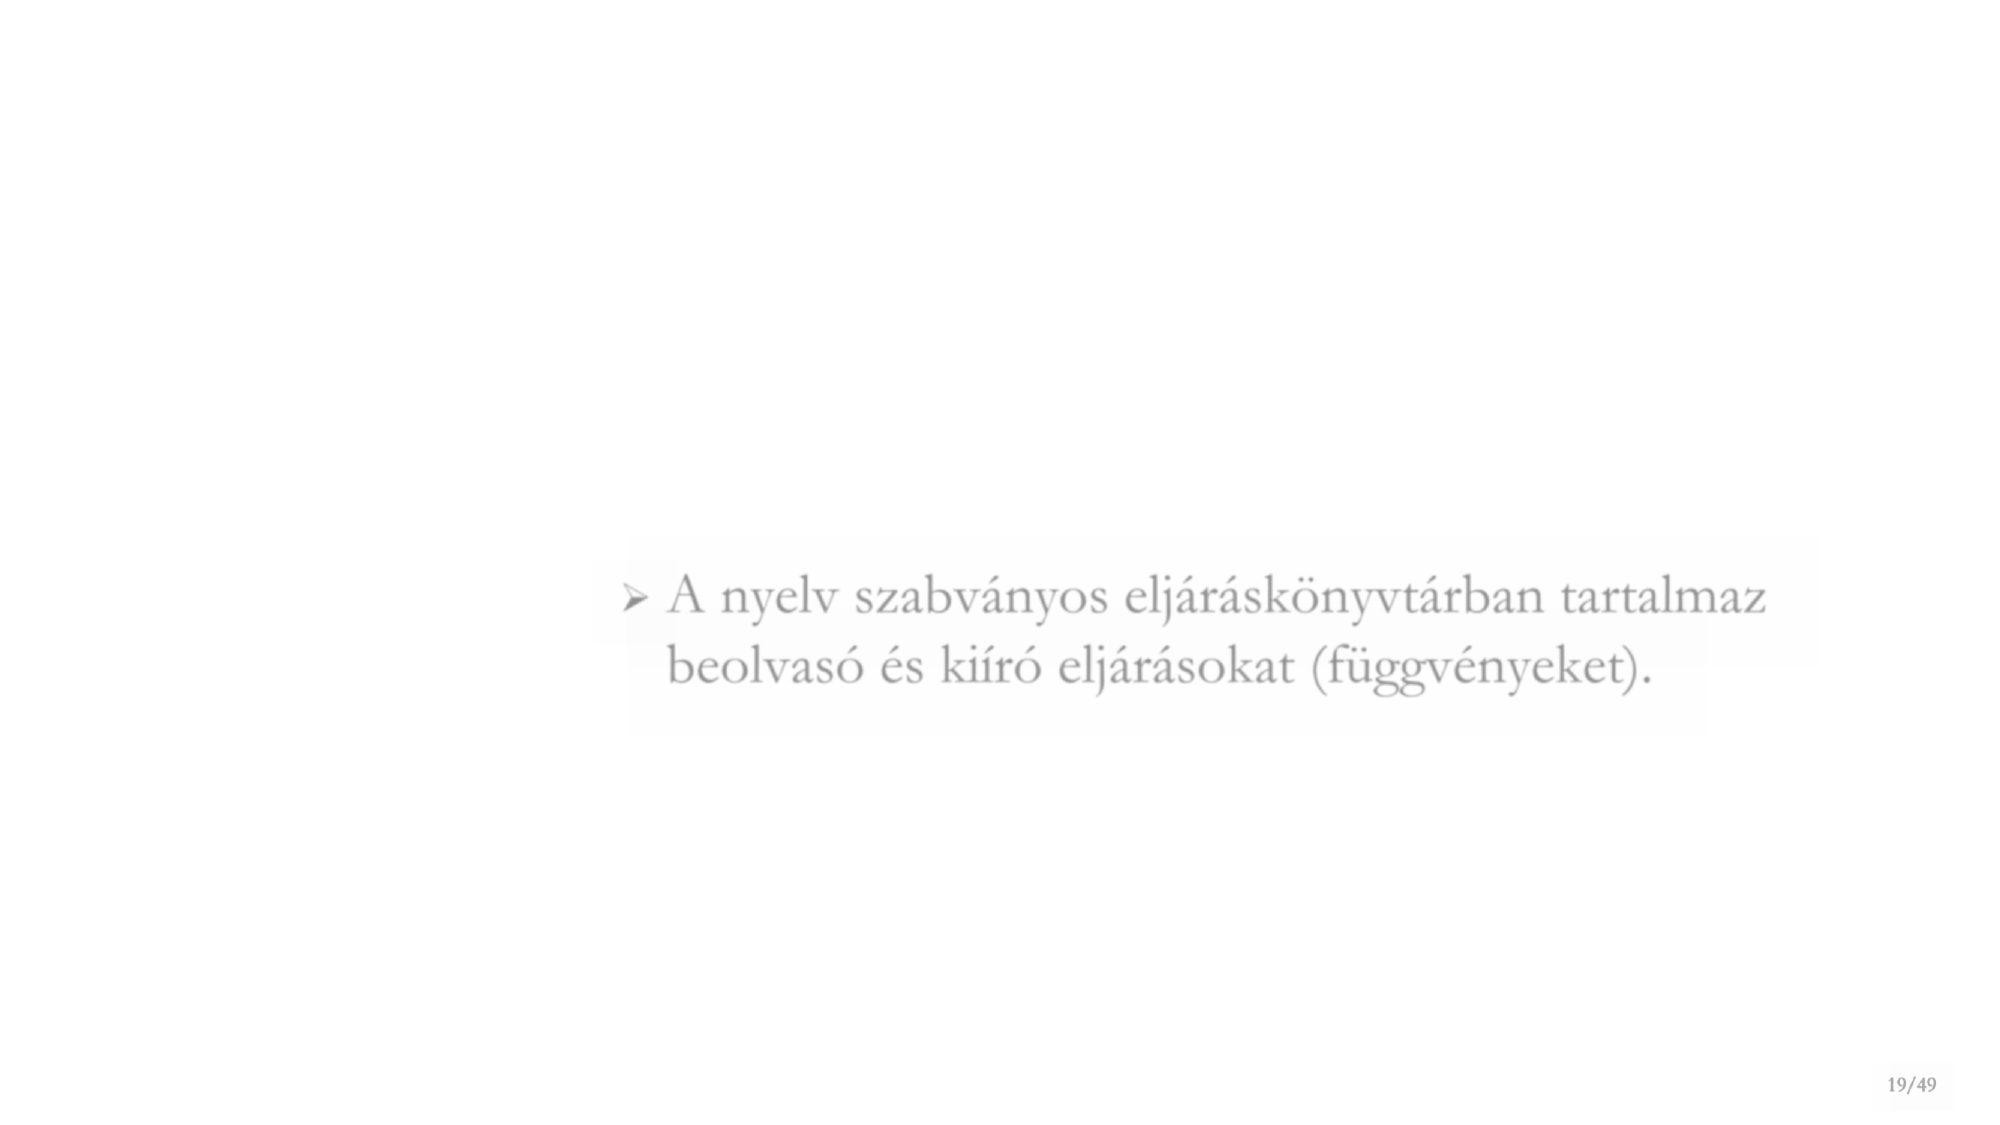 ➢ A nyelv szabványos eljáráskönyvtárban tartalmaz
beolvasó és kiíró eljárásokat (függvényeket).
19/49